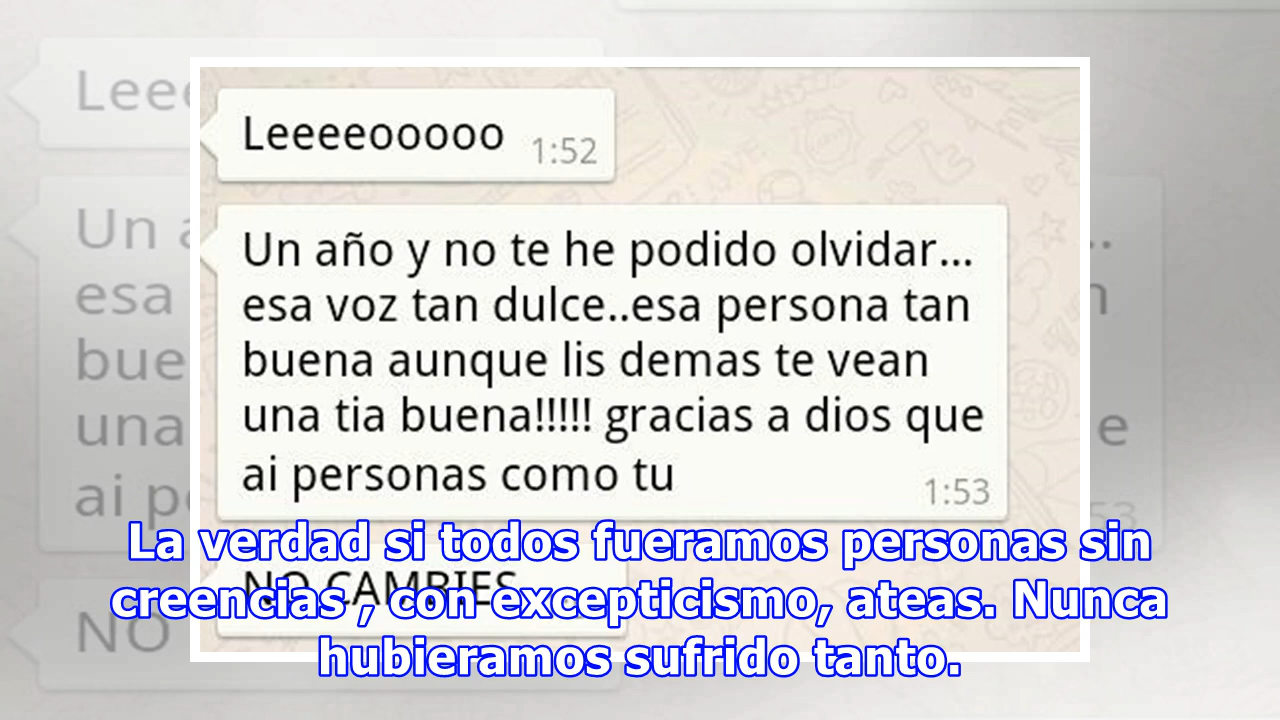 Leeeeooooo 1:52
Un año y no te he podido olvidar...
esa voz tan dulce..esa persona tan
buena aunque lis demas te vean
una tia buena!!!!! gracias a dios que
ai personas como tu 1:53
NO CAMBIES
La verdad si todos fueramos personas sin
creencias , con excepticismo, ateas. Nunca
hubieramos sufrido tanto.